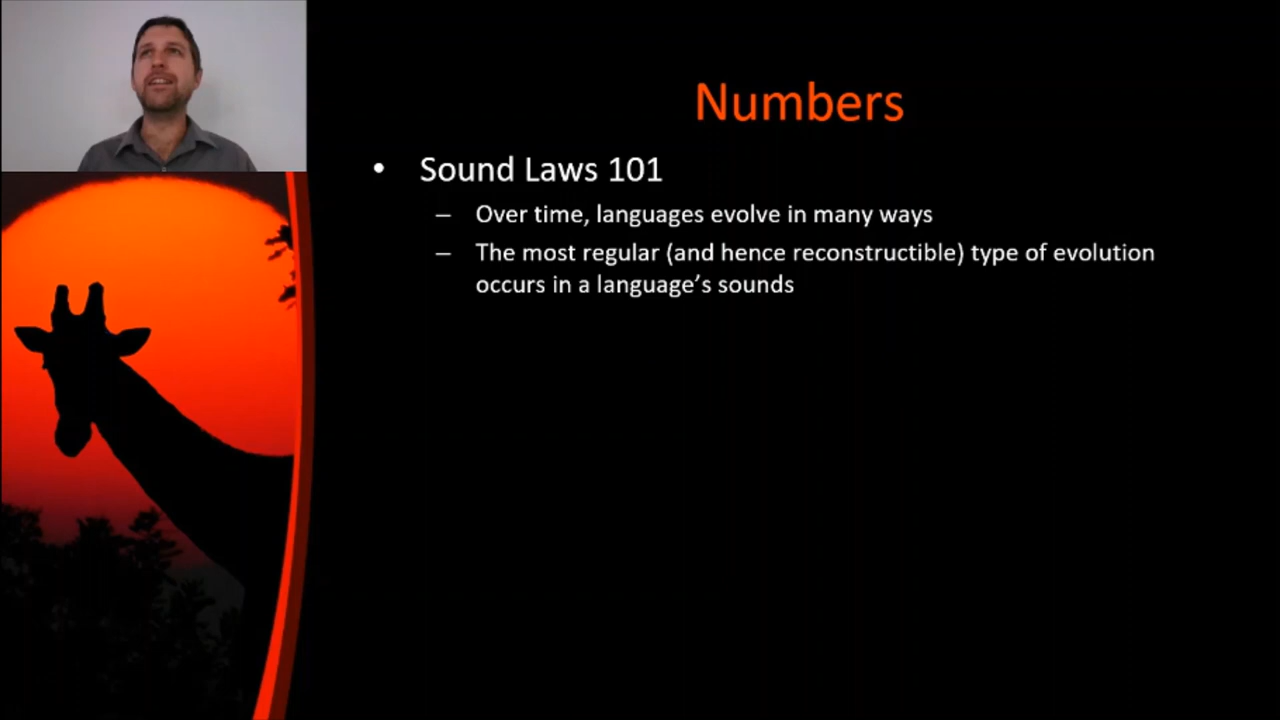 Numbers
• Sound Laws 101
– Over time, languages evolve in many ways
– The most regular (and hence reconstructible) type of evolution
occurs in a language’s sounds